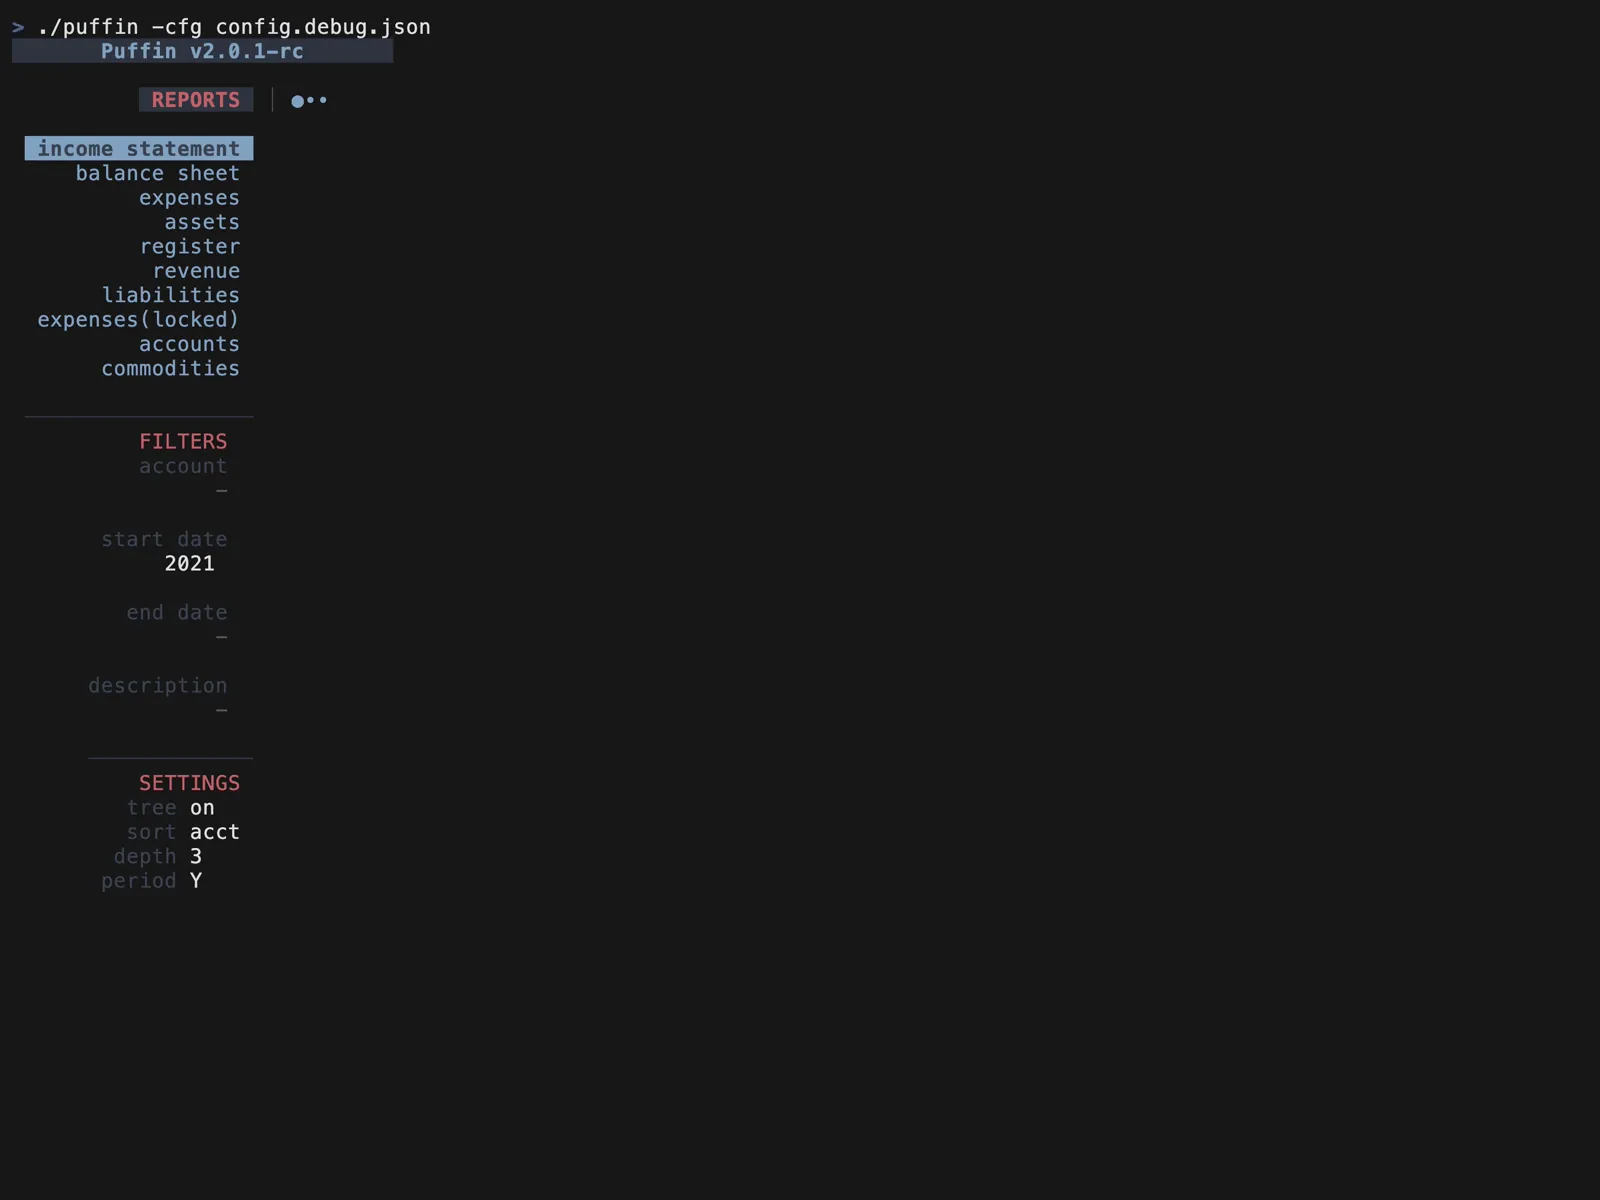 > ./puffin -cfg config.debug.json
Puffin v2.0.1-rc
REPORTS
income statement
balance sheet
expenses
assets
register
revenue
liabilities
expenses(locked)
accounts
commodities
FILTERS
account
-
start date
2021
end date
-
description
-
SETTINGS
tree on
sort acct
depth 3
period Y